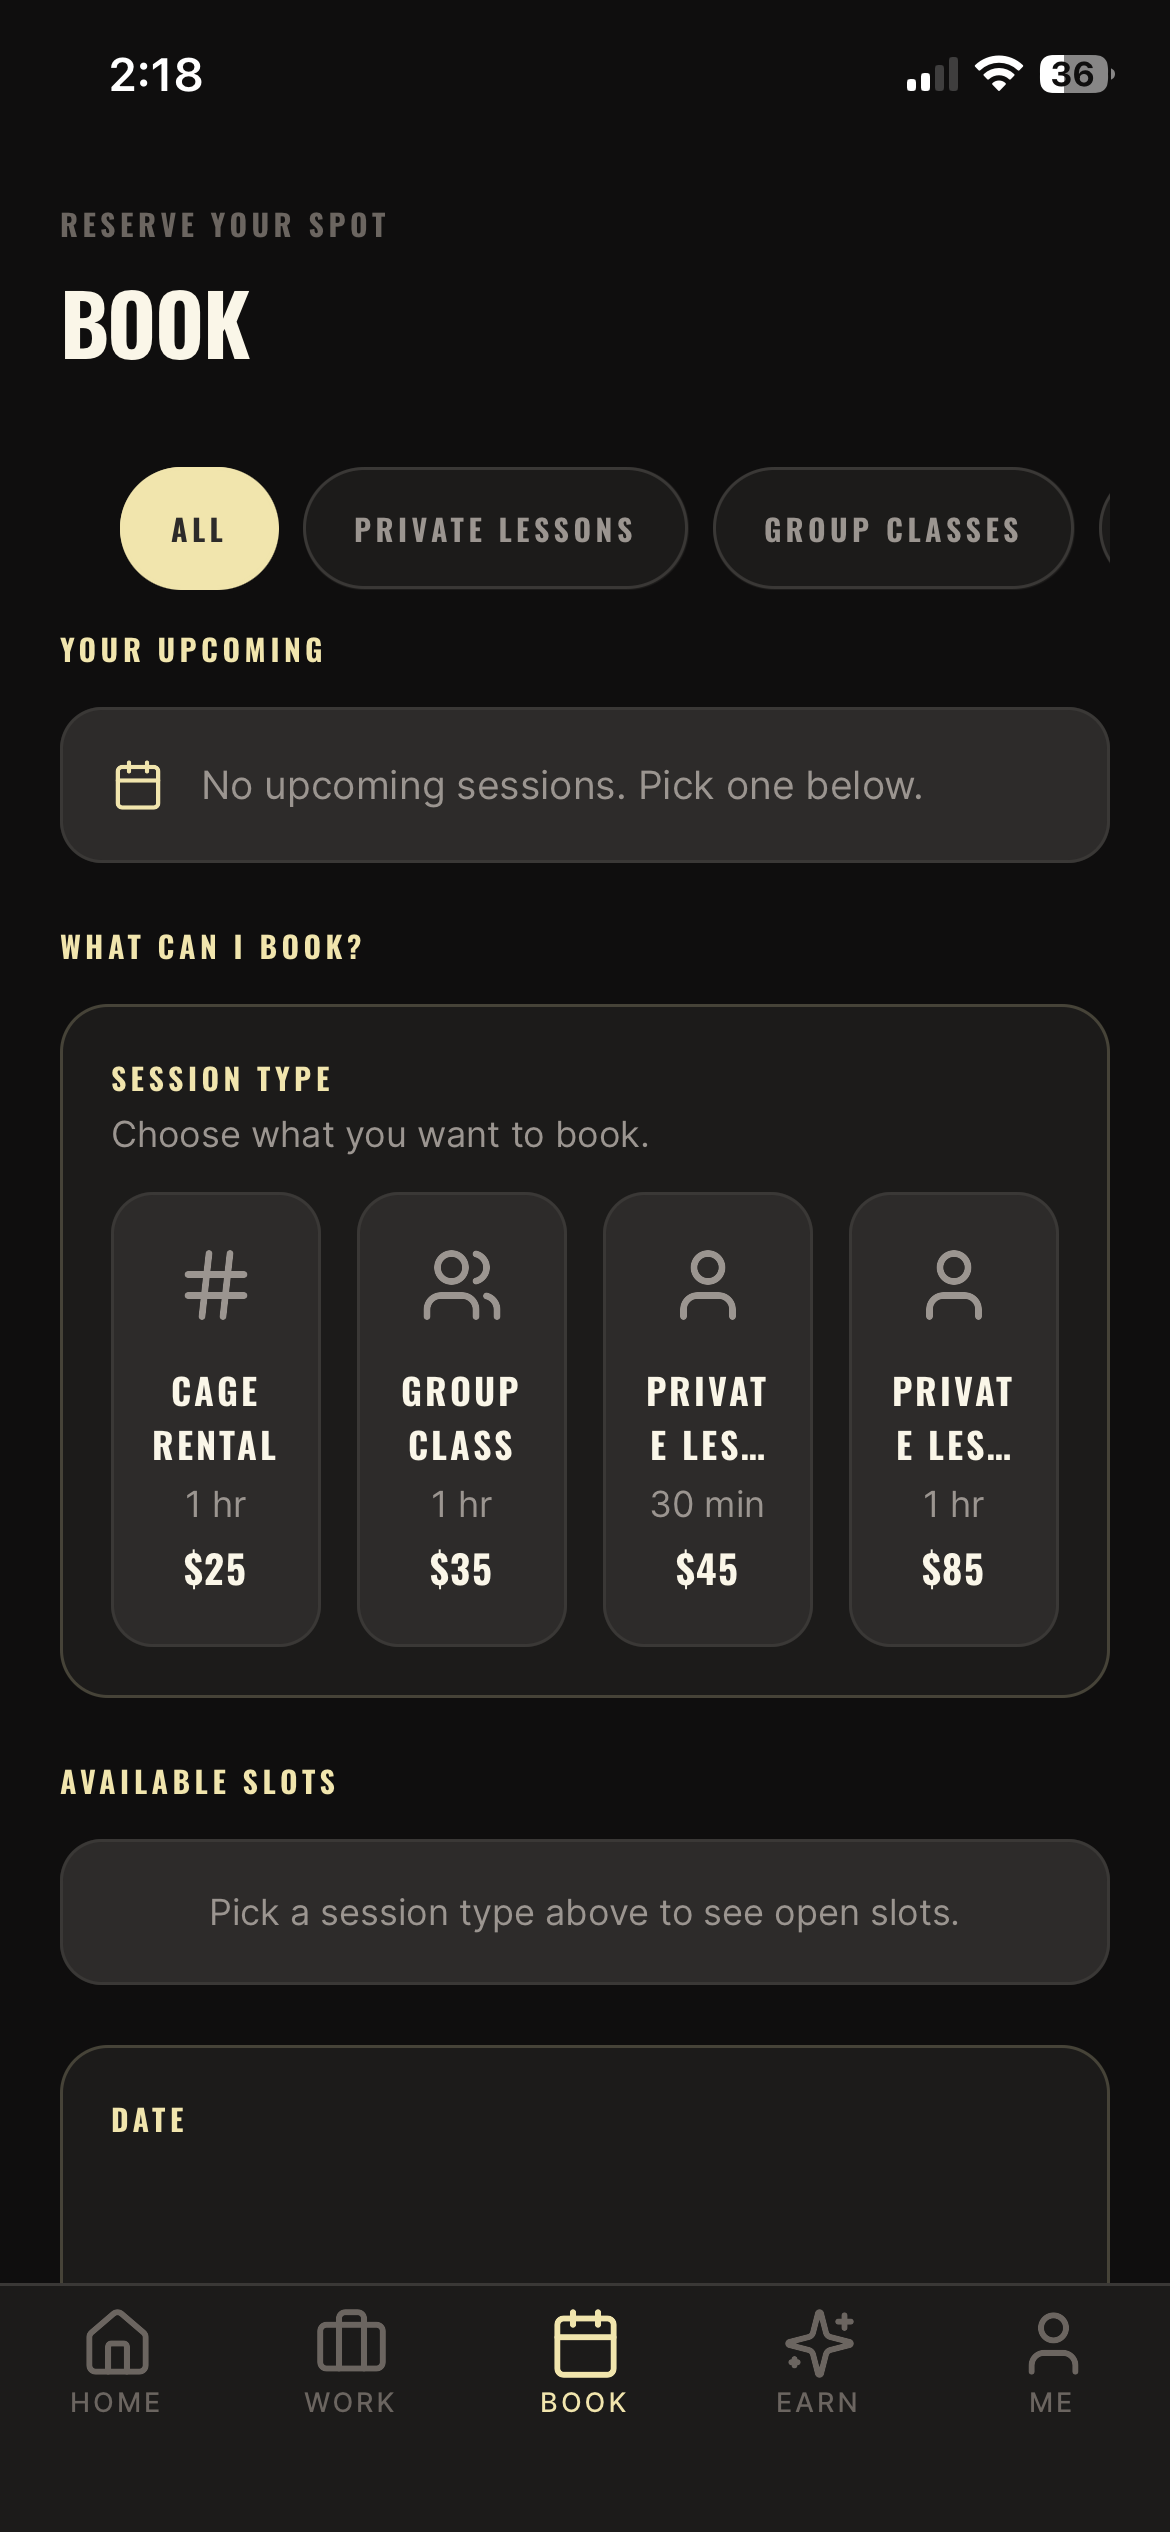 2:18
36
RESERVE YOUR SPOT
BOOK
ALL
PRIVATE LESSONS
GROUP CLASSES
YOUR UPCOMING
No upcoming sessions. Pick one below.
WHAT CAN I BOOK?
SESSION TYPE
Choose what you want to book.
CAGE
RENTAL
1 hr
$25
GROUP
CLASS
1 hr
$35
PRIVAT
E LES...
30 min
$45
PRIVAT
E LES...
1 hr
$85
AVAILABLE SLOTS
Pick a session type above to see open slots.
DATE
HOME
WORK
BOOK
EARN
ME